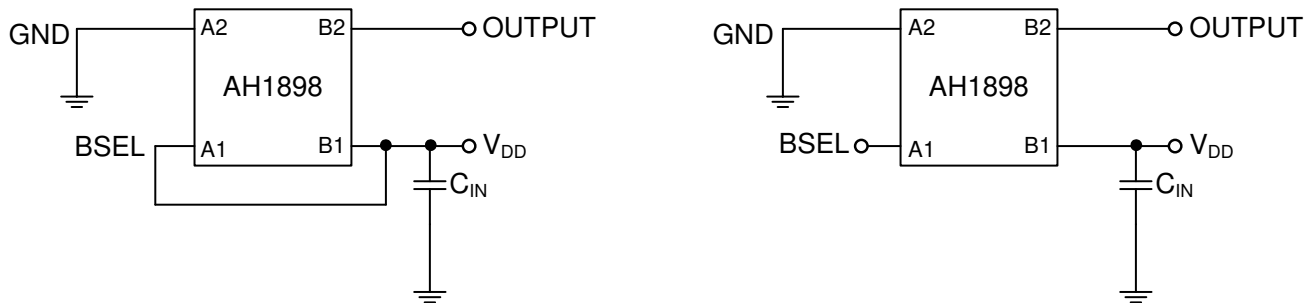 GND
A2
B2
OUTPUT
AH1898
BSEL
A1
B1
VDD
CIN
GND
A2
B2
OUTPUT
AH1898
BSEL
A1
B1
VDD
CIN